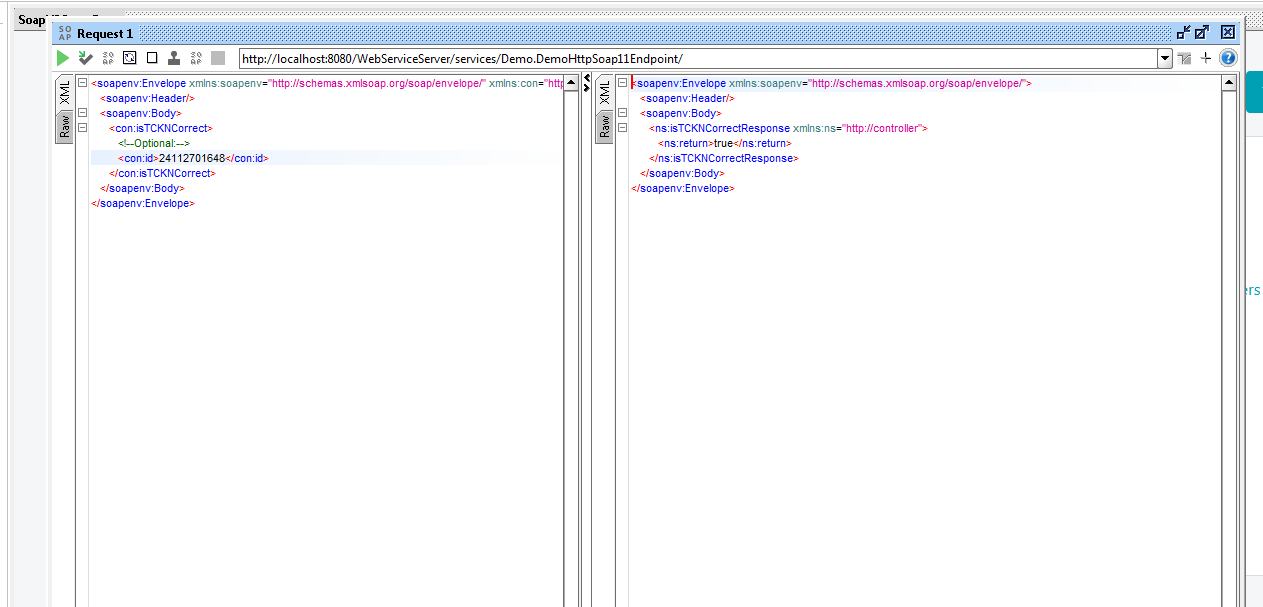 Soap
SO
AP
Request 1
http://localhost:8080/WebServiceServer/services/Demo.DemoHttpSoap11Endpoint/
XML
Raw
<soapenv:Envelope xmlns:soapenv="http://schemas.xmlsoap.org/soap/envelope/" xmlns:con="http
<soapenv:Header/>
<soapenv:Body>
<con:isTCKNCorrect>
<!--Optional:-->
<con:id>24112701648</con:id>
</con:isTCKNCorrect>
</soapenv:Body>
</soapenv:Envelope>
XML
Raw
<soapenv:Envelope xmlns:soapenv="http://schemas.xmlsoap.org/soap/envelope/">
<soapenv:Header/>
<soapenv:Body>
<ns:isTCKNCorrectResponse xmlns:ns="http://controller">
<ns:return>true</ns:return>
</ns:isTCKNCorrectResponse>
</soapenv:Body>
</soapenv:Envelope>
ers